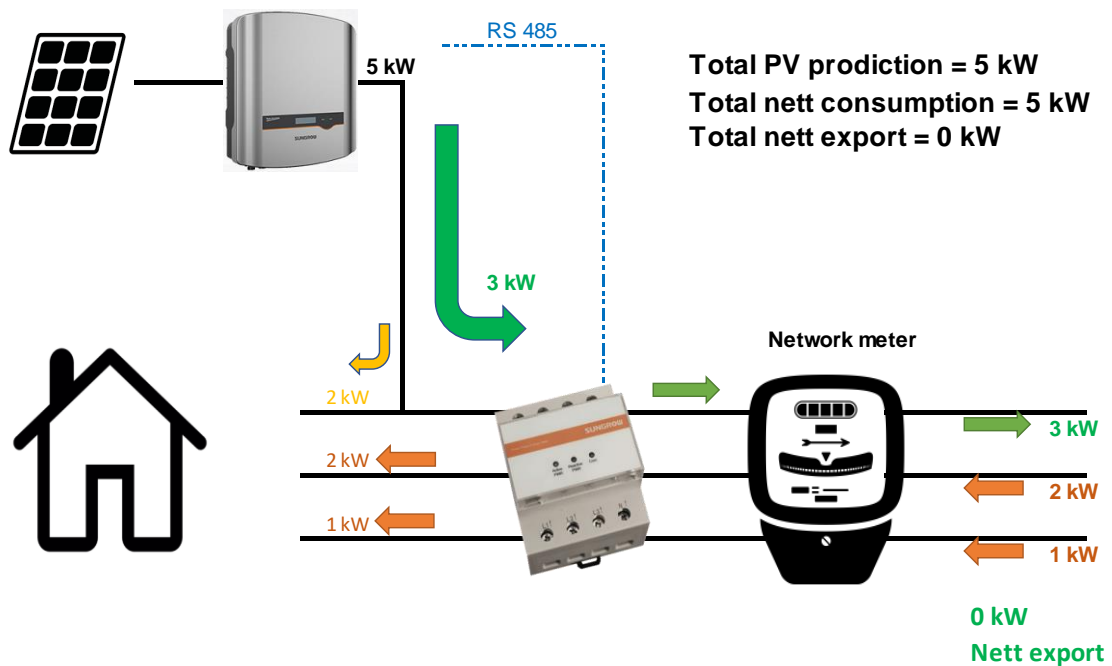 RS 485
5 kW
Total PV prodiction = 5 kW
Total nett consumption = 5 kW
Total nett export = 0 kW
SUNGROW
3 kW
Network meter
2 kW
SUNGROW
3 kW
2 kW
2 kW
1 kW
1 kW
0 kW
Nett export